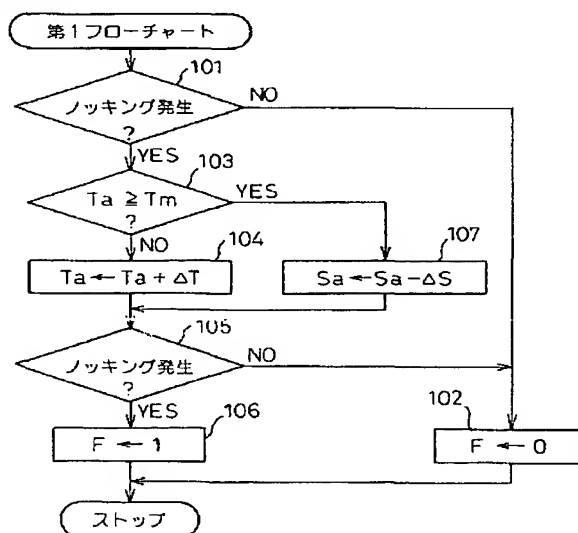 第1フローチャート
101
ノッキング発生
?
NO
YES
103
Ta ≧ Tm
?
YES
NO
104
Ta ← Ta + ΔT
107
Sa ← Sa − ΔS
105
ノッキング発生
?
NO
YES
106
F ← 1
102
F ← 0
ストップ